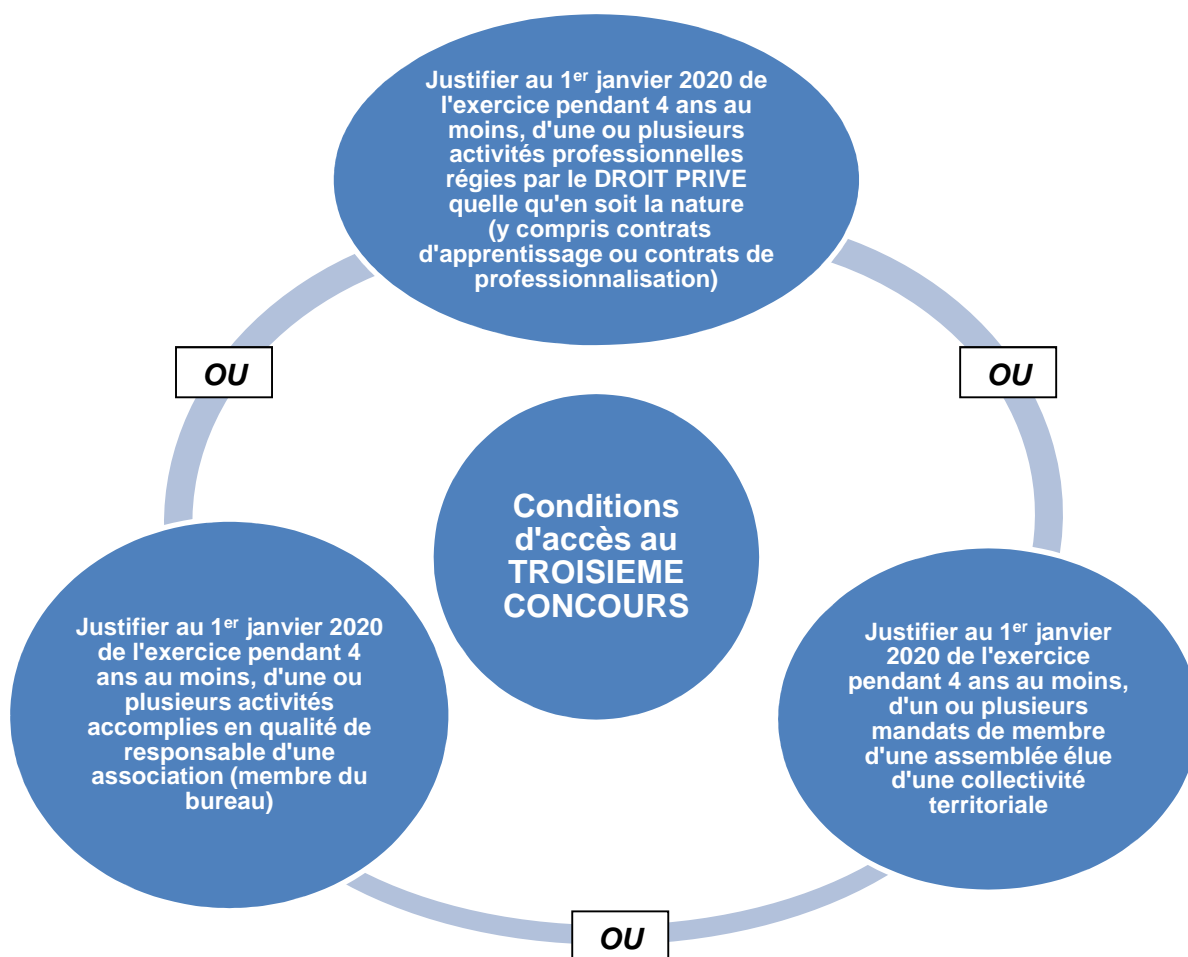 Justifier au 1er janvier 2020 de
l'exercice pendant 4 ans au
moins, d'une ou plusieurs
activités professionnelles
régies par le DROIT PRIVE
quelle qu'en soit la nature
(y compris contrats
d'apprentissage ou contrats de
professionnalisation)
OU
OU
Conditions
d'accès au
TROISIEME
CONCOURS
Justifier au 1er janvier 2020
de l'exercice pendant 4
ans au moins, d'une ou
plusieurs activités
accomplies en qualité de
responsable d'une
association (membre du
bureau)
Justifier au 1er janvier
2020 de l'exercice
pendant 4 ans au moins,
d'un ou plusieurs
mandats de membre
d'une assemblée élue
d'une collectivité
territoriale
OU